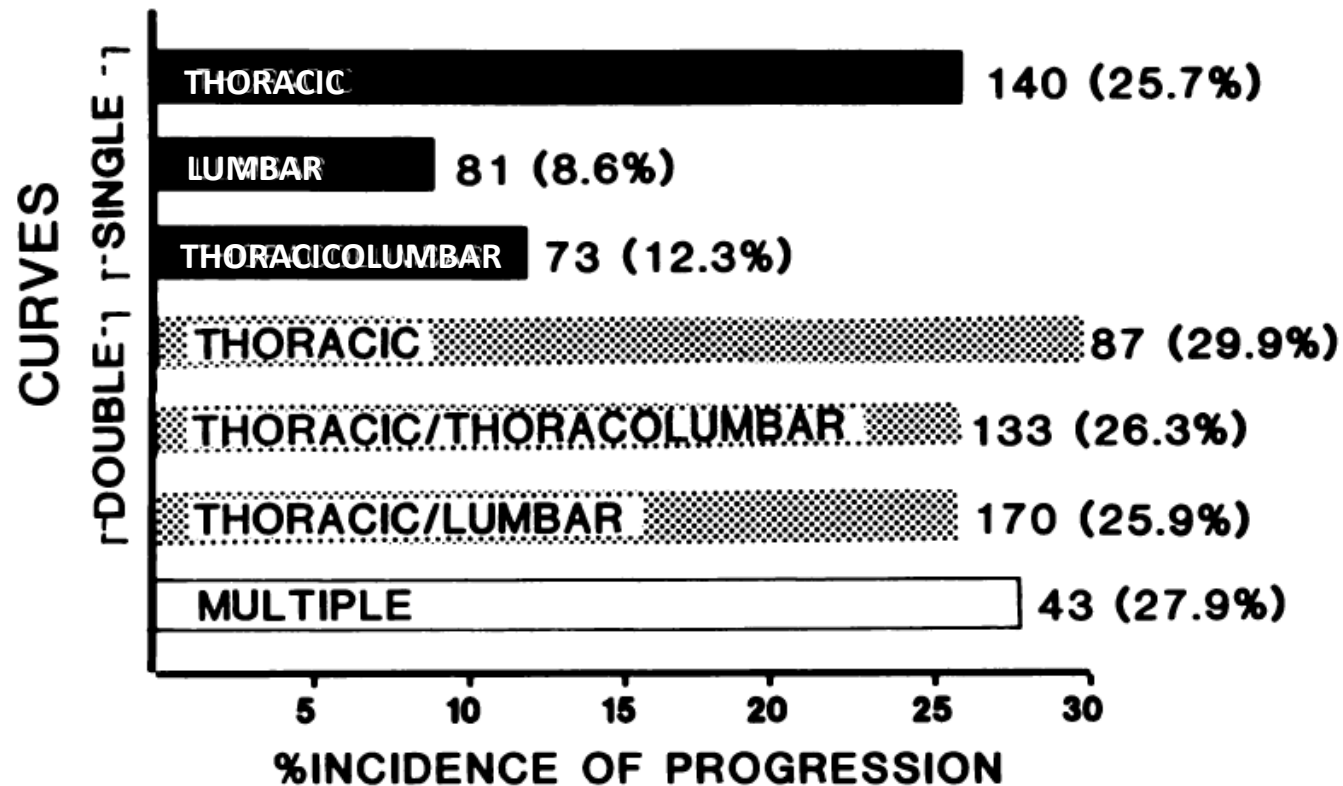 CURVES
SINGLE
THORACIC 140 (25.7%)
LUMBAR 81 (8.6%)
THORACICOLUMBAR 73 (12.3%)
DOUBLE
THORACIC 87 (29.9%)
THORACIC/THORACOLUMBAR 133 (26.3%)
THORACIC/LUMBAR 170 (25.9%)
MULTIPLE 43 (27.9%)
5 10 15 20 25 30
%INCIDENCE OF PROGRESSION